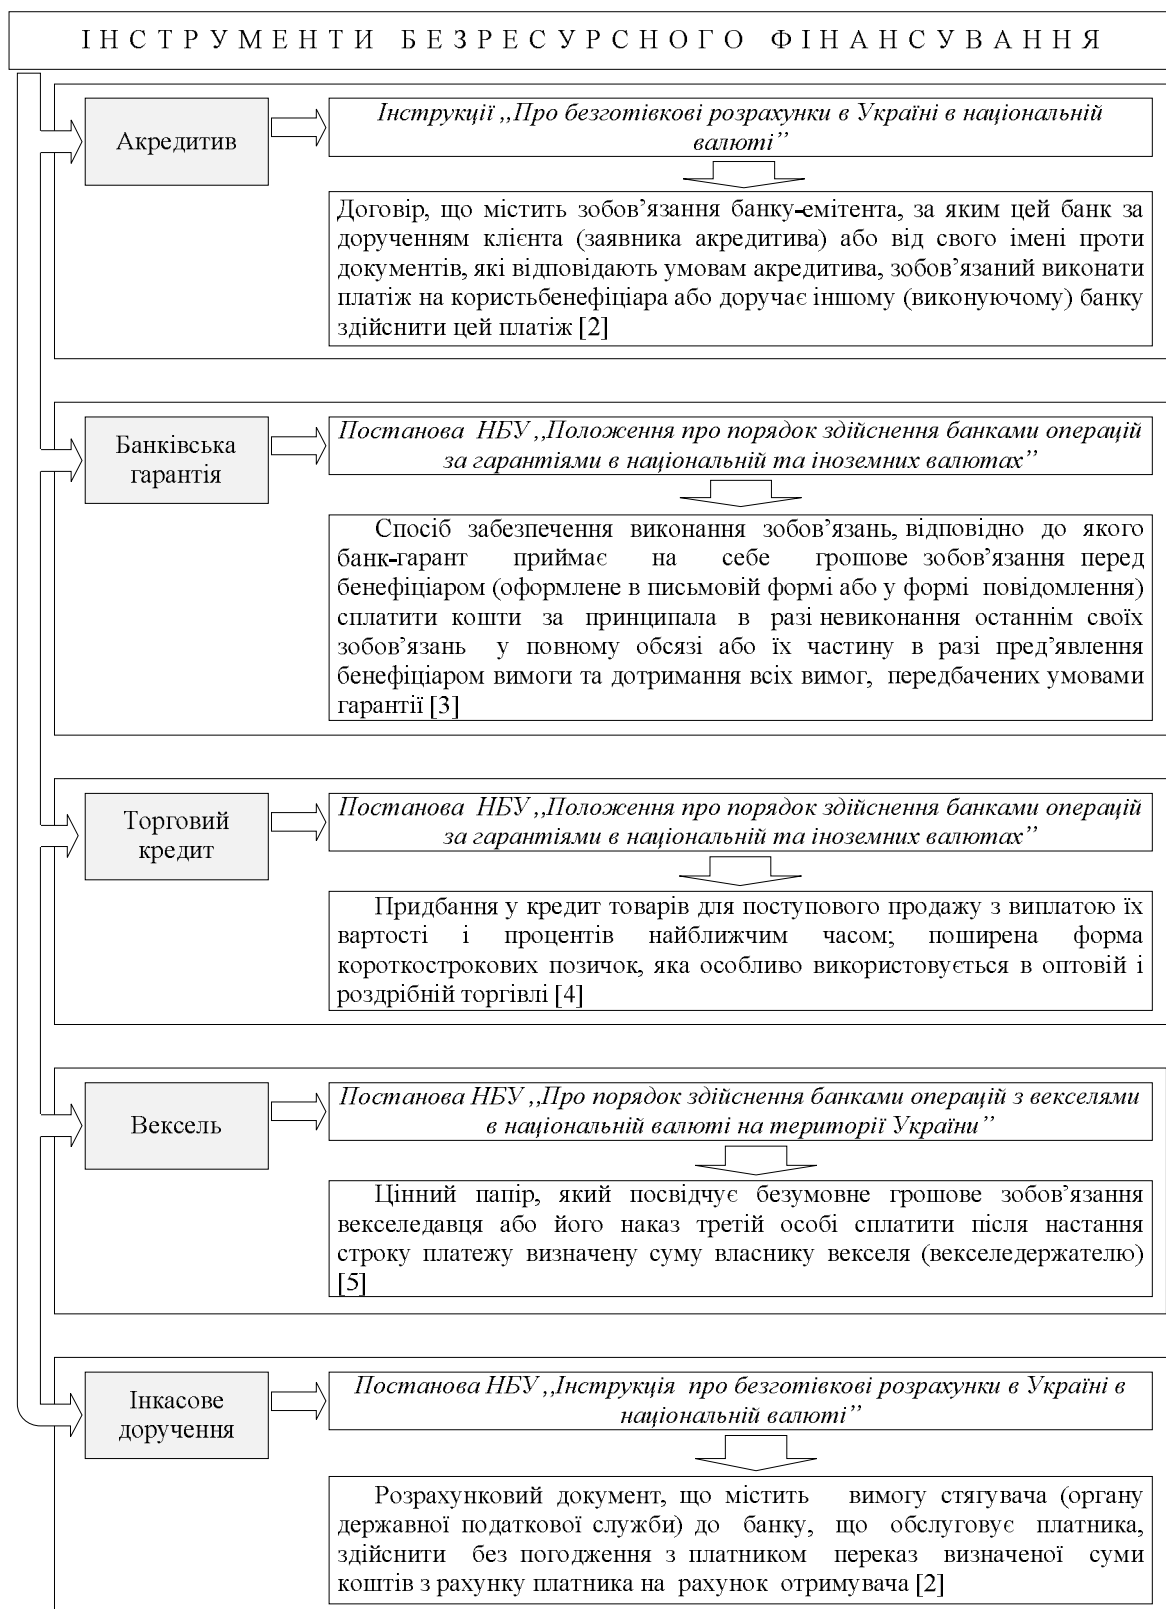 ІНСТРУМЕНТИ БЕЗРЕСУРСНОГО ФІНАНСУВАННЯ
Акредитив
Інструкції ,,Про безготівкові розрахунки в Україні в національній
валюті”
Договір, що містить зобов’язання банку-емітента, за яким цей банк за
дорученням клієнта (заявника акредитива) або від свого імені проти
документів, які відповідають умовам акредитива, зобов’язаний виконати
платіж на користьбенефіціара або доручає іншому (виконуючому) банку
здійснити цей платіж [2]
Банківська
гарантія
Постанова НБУ ,,Положення про порядок здійснення банками операцій
за гарантіями в національній та іноземних валютах”
Спосіб забезпечення виконання зобов’язань, відповідно до якого
банк-гарант приймає на себе грошове зобов’язання перед
бенефіціаром (оформлене в письмовій формі або у формі повідомлення)
сплатити кошти за принципала в разі невиконання останнім своїх
зобов’язань у повному обсязі або їх частину в разі пред’явлення
бенефіціаром вимоги та дотримання всіх вимог, передбачених умовами
гарантії [3]
Торговий
кредит
Постанова НБУ ,,Положення про порядок здійснення банками операцій
за гарантіями в національній та іноземних валютах”
Придбання у кредит товарів для поступового продажу з виплатою їх
вартості і процентів найближчим часом; поширена форма
короткострокових позичок, яка особливо використовується в оптовій і
роздрібній торгівлі [4]
Вексель
Постанова НБУ ,,Про порядок здійснення банками операцій з векселями
в національній валюті на території України”
Цінний папір, який посвідчує безумовне грошове зобов’язання
векселедавця або його наказ третій особі сплатити після настання
строку платежу визначену суму власнику векселя (векселедержателю)
[5]
Інкасове
доручення
Постанова НБУ ,,Інструкція про безготівкові розрахунки в Україні в
національній валюті”
Розрахунковий документ, що містить вимогу стягувача (органу
державної податкової служби) до банку, що обслуговує платника,
здійснити без погодження з платником переказ визначеної суми
коштів з рахунку платника на рахунок отримувача [2]